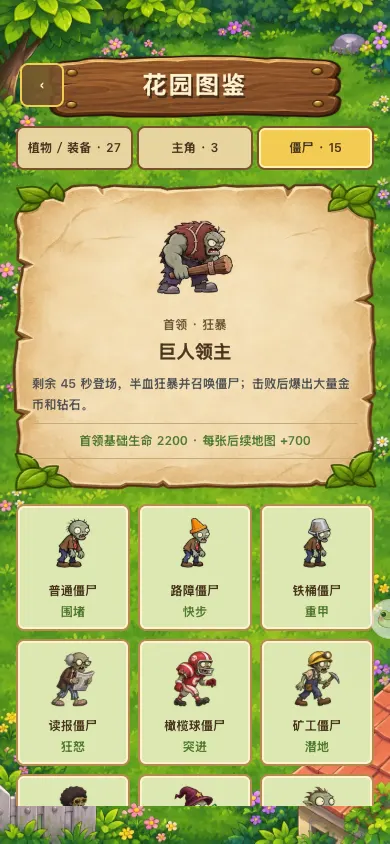 ‹
花园图鉴
植物 / 装备 · 27
主角 · 3
僵尸 · 15
首领 · 狂暴
巨人领主
剩余 45 秒登场，半血狂暴并召唤僵尸；击败后爆出大量金
币和钻石。
首领基础生命 2200 · 每张后续地图 +700
普通僵尸
围堵
路障僵尸
快步
铁桶僵尸
重甲
读报僵尸
狂怒
橄榄球僵尸
突进
矿工僵尸
潜地